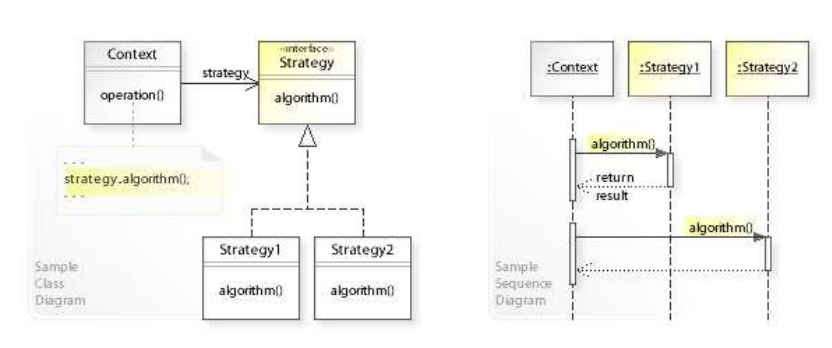 Context
operation()
strategy
«interface»
Strategy
algorithm()
- - -
strategy.algorithm();
- - -
Strategy1
algorithm()
Strategy2
algorithm()
Sample
Class
Diagram
:Context
:Strategy1
:Strategy2
algorithm()
return
result
algorithm()
Sample
Sequence
Diagram